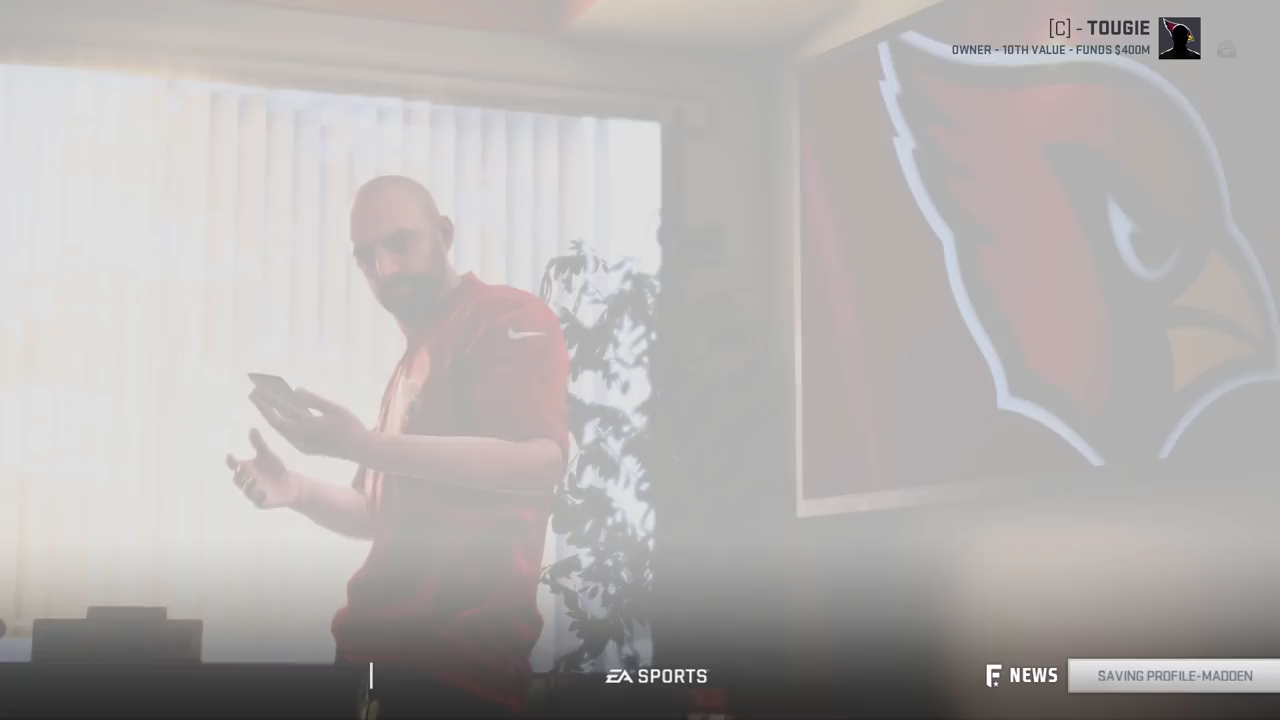 [C] - TOUGIE
OWNER - 10TH VALUE - FUNDS $400M
EA SPORTS
F NEWS
SAVING PROFILE-MADDEN